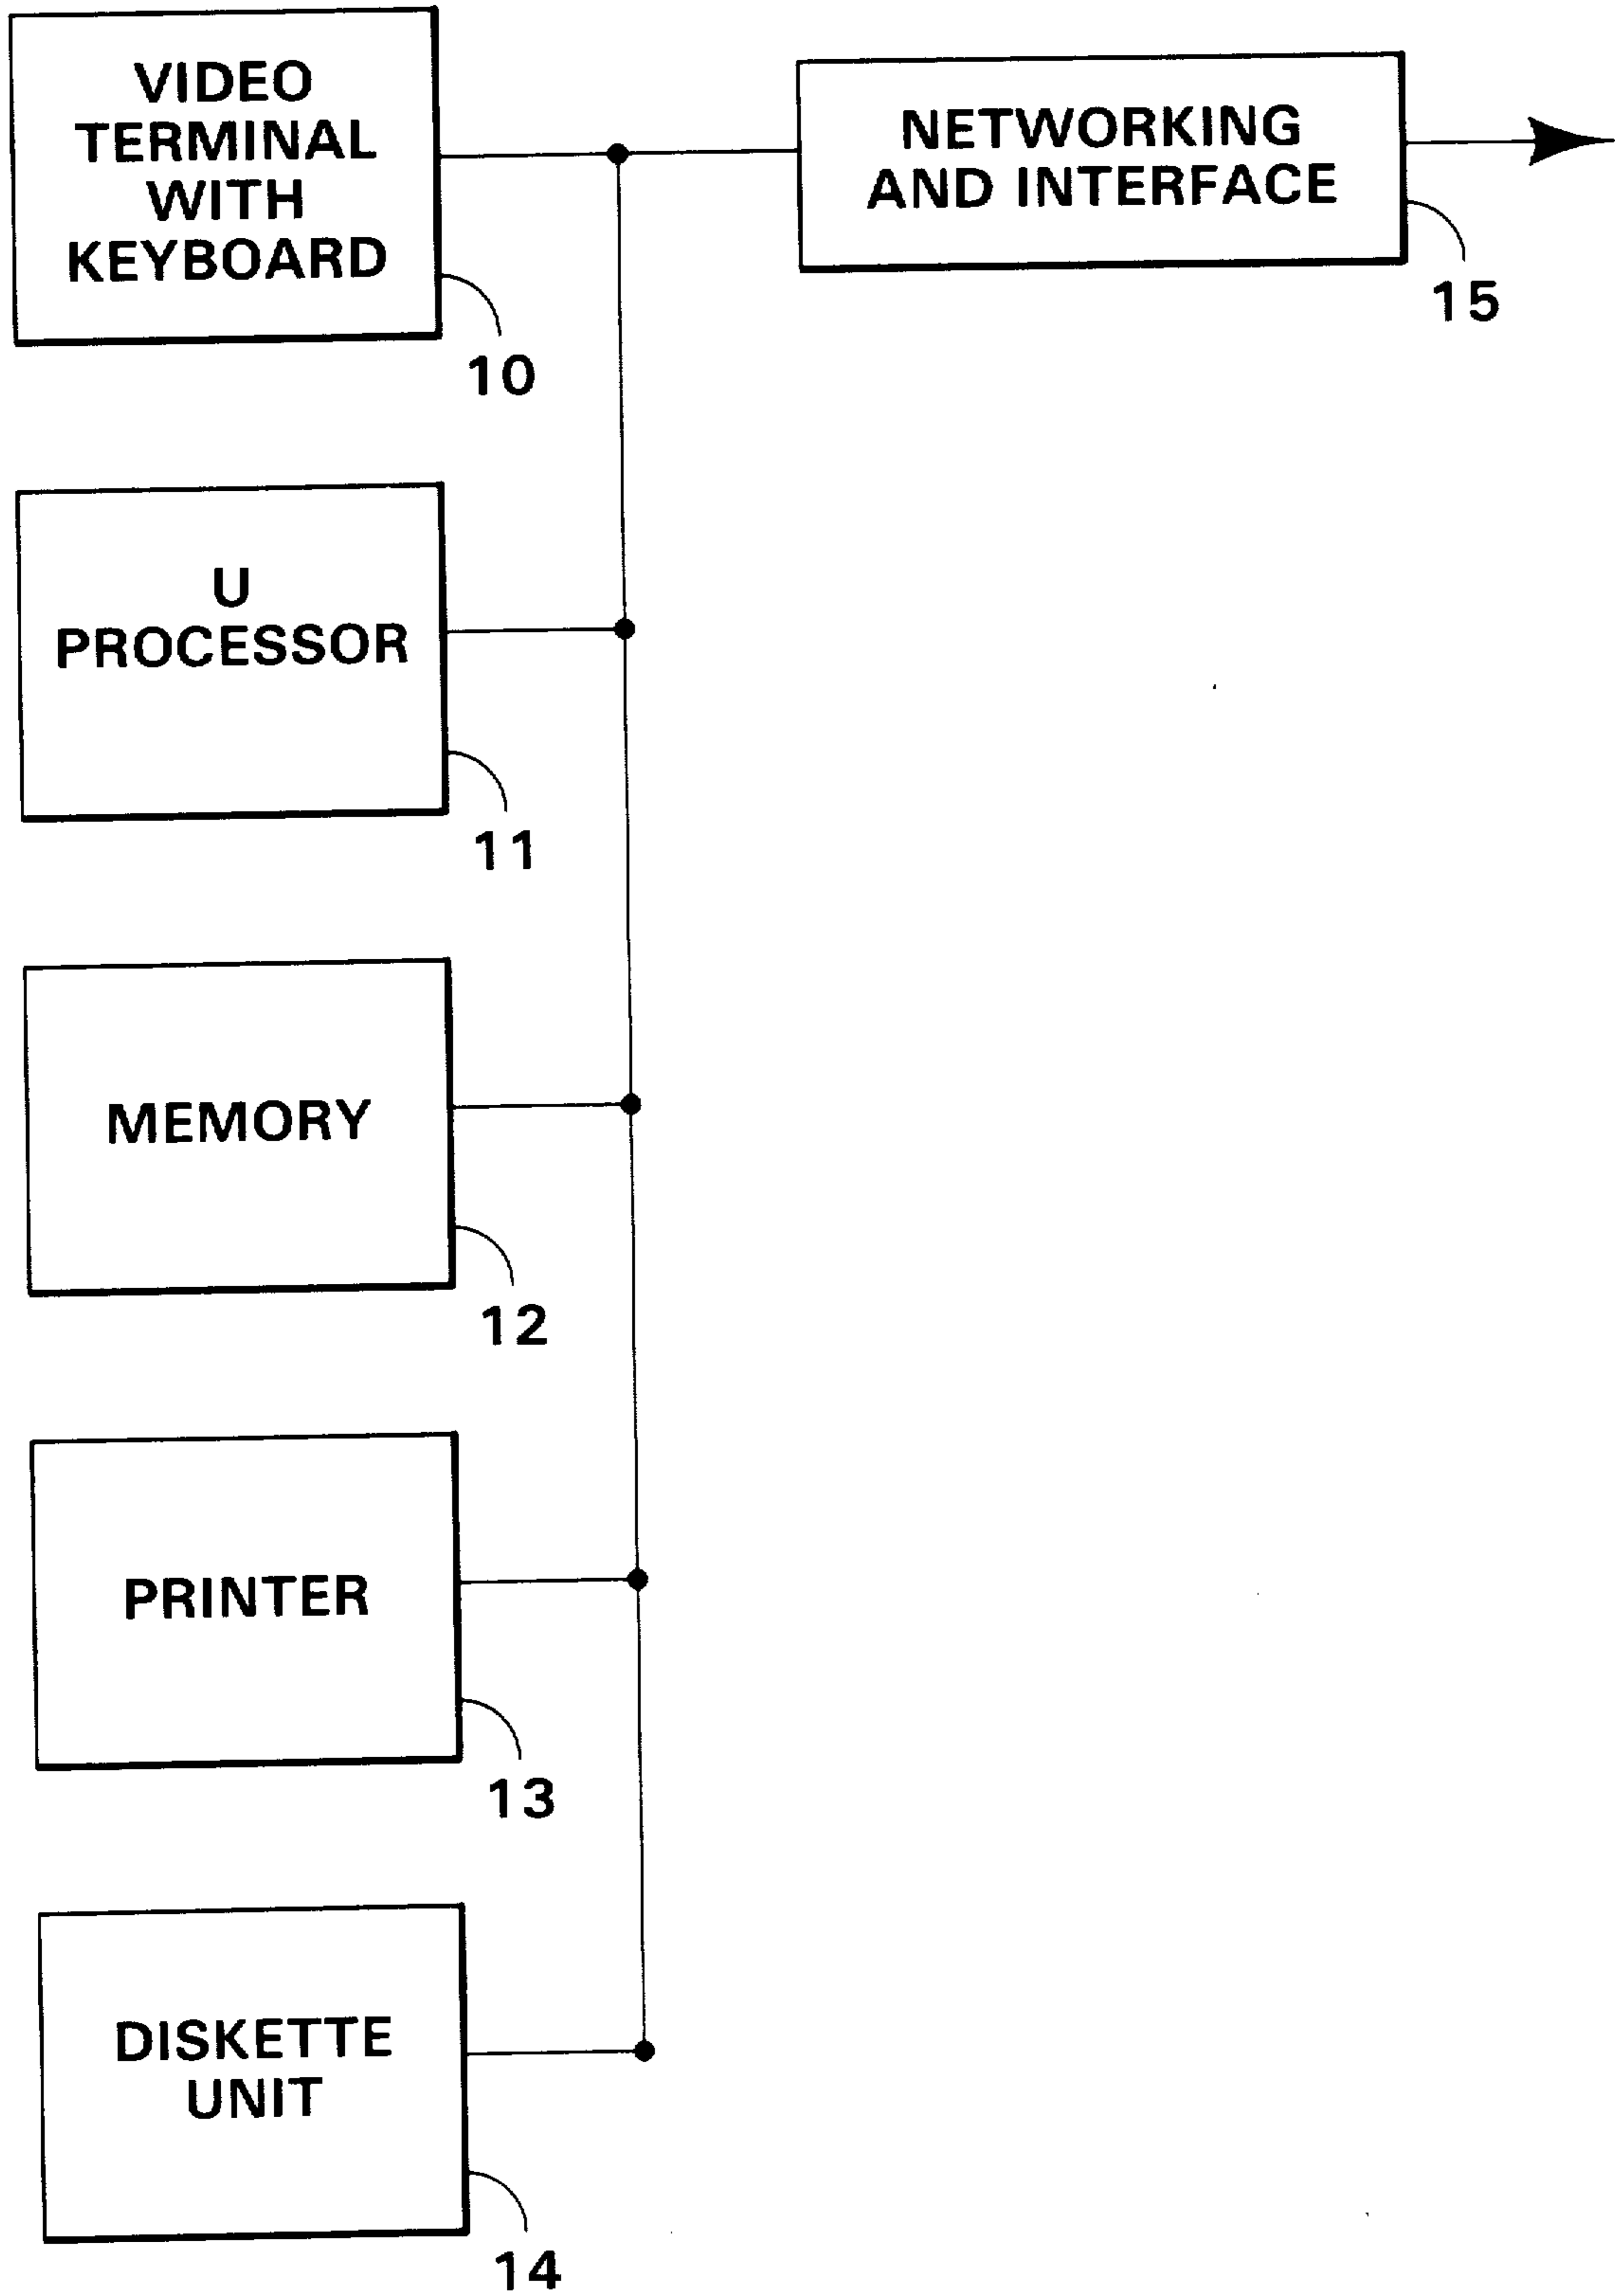 VIDEO
TERMINAL
WITH
KEYBOARD
10
NETWORKING
AND INTERFACE
15
U
PROCESSOR
11
MEMORY
12
PRINTER
13
DISKETTE
UNIT
14